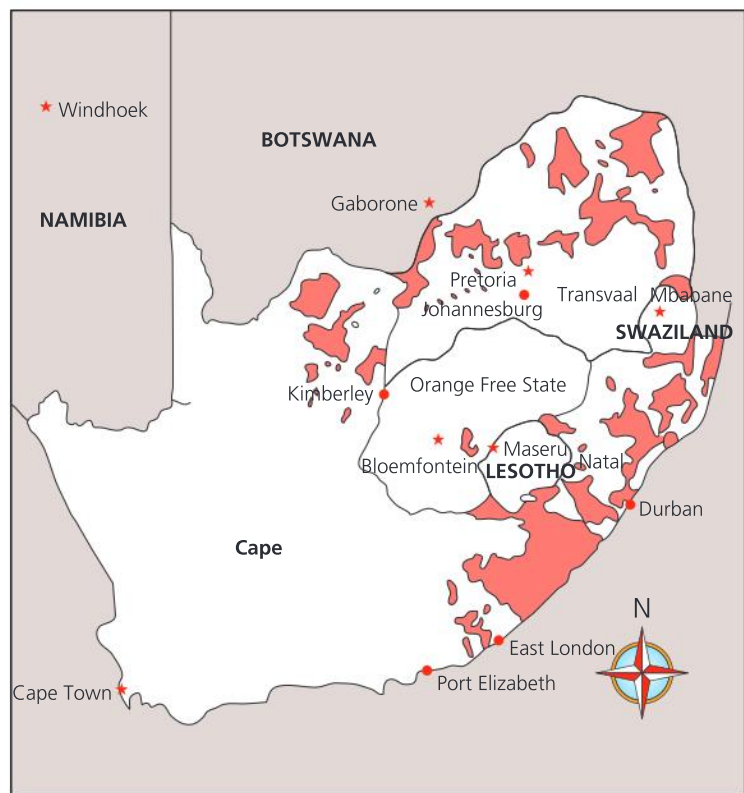 Windhoek
BOTSWANA
Gaborone
NAMIBIA
Pretoria
Transvaal
Mbabane
Johannesburg
SWAZILAND
Kimberley
Orange Free State
Maseru
Bloemfontein
LESOTHO
Natal
Durban
Cape
N
East London
Port Elizabeth
Cape Town